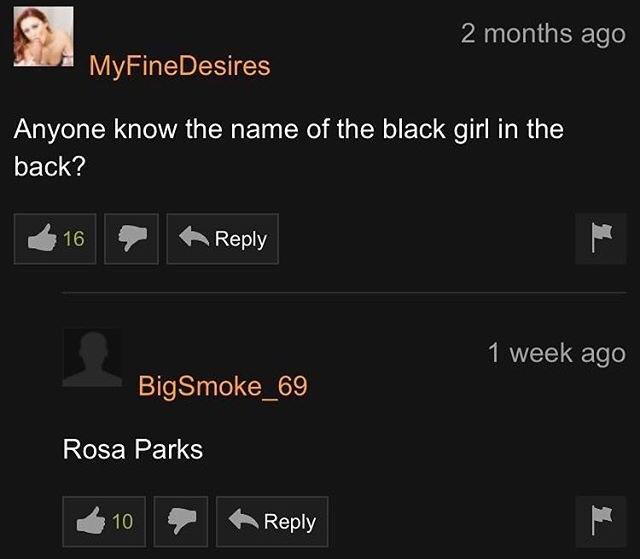 2 months ago
MyFineDesires
Anyone know the name of the black girl in the
back?
16
Reply
1 week ago
BigSmoke_69
Rosa Parks
10
Reply